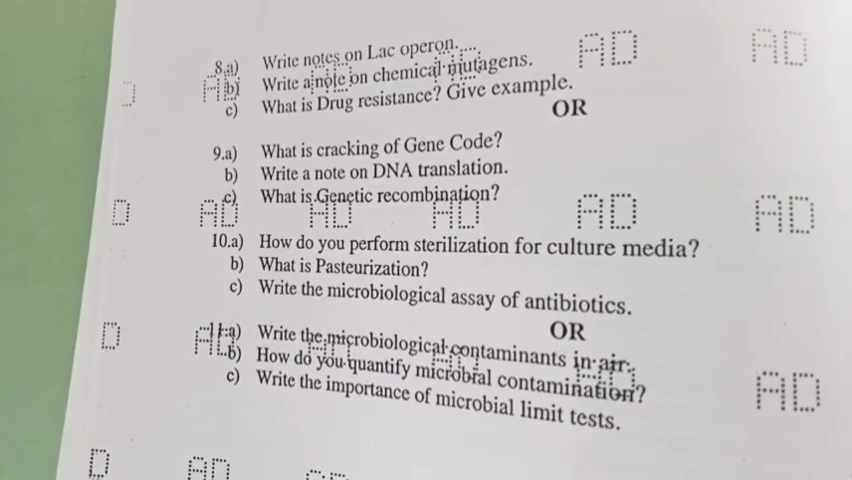 8.a) Write notes on Lac operon.
b) Write a note on chemical mutagens.
c) What is Drug resistance? Give example.
OR
9.a) What is cracking of Gene Code?
b) Write a note on DNA translation.
c) What is Genetic recombination?
10.a) How do you perform sterilization for culture media?
b) What is Pasteurization?
c) Write the microbiological assay of antibiotics.
OR
11.a) Write the microbiological contaminants in air.
b) How do you quantify microbial contamination?
c) Write the importance of microbial limit tests.